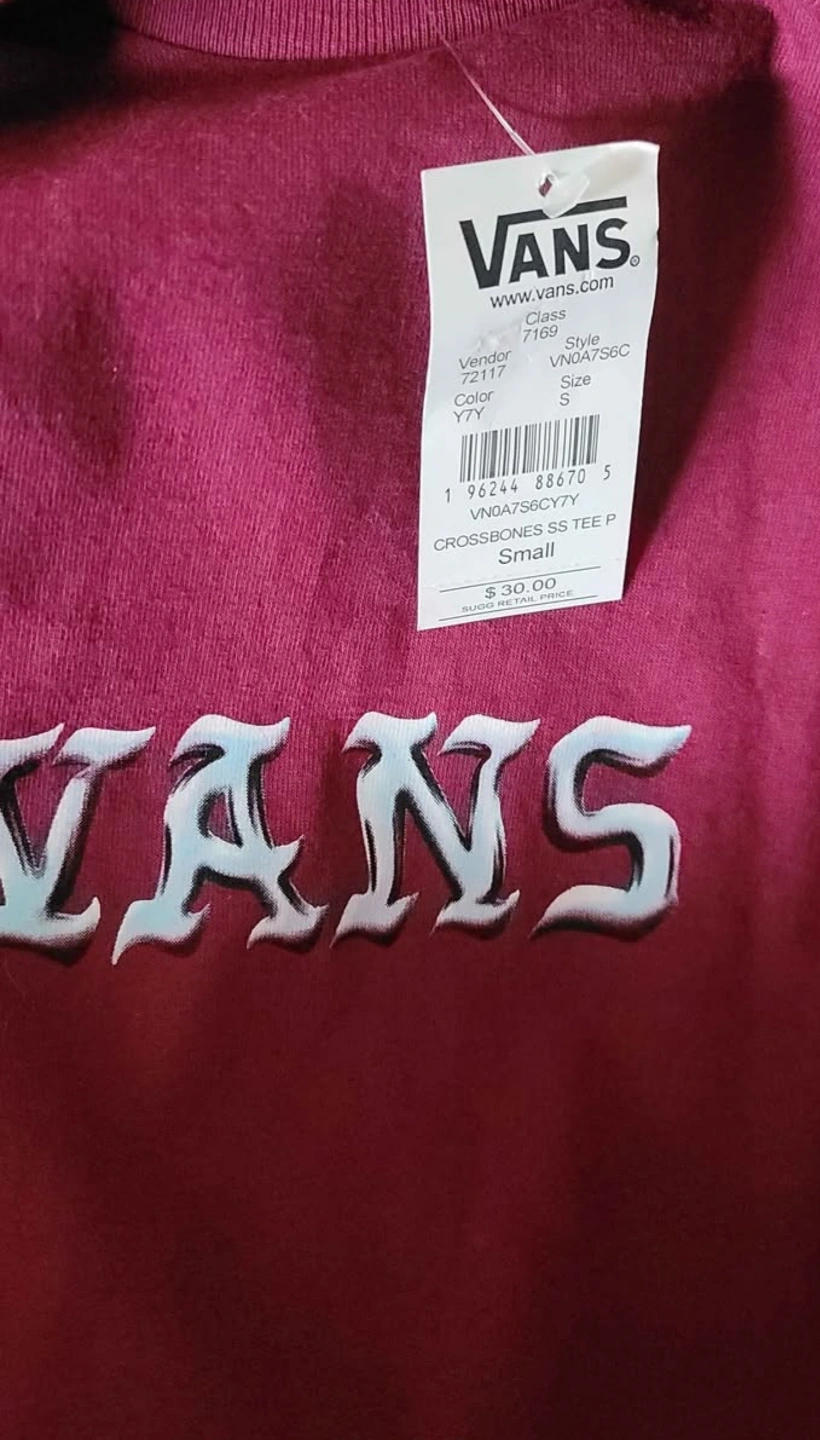 VANS®
www.vans.com
Class
7169
Vendor Style
72117 VN0A7S6C
Color Size
Y7Y S
1 96244 88670 5
VN0A7S6CY7Y
CROSSBONES SS TEE P
Small
$ 30.00
SUGG RETAIL PRICE
VANS